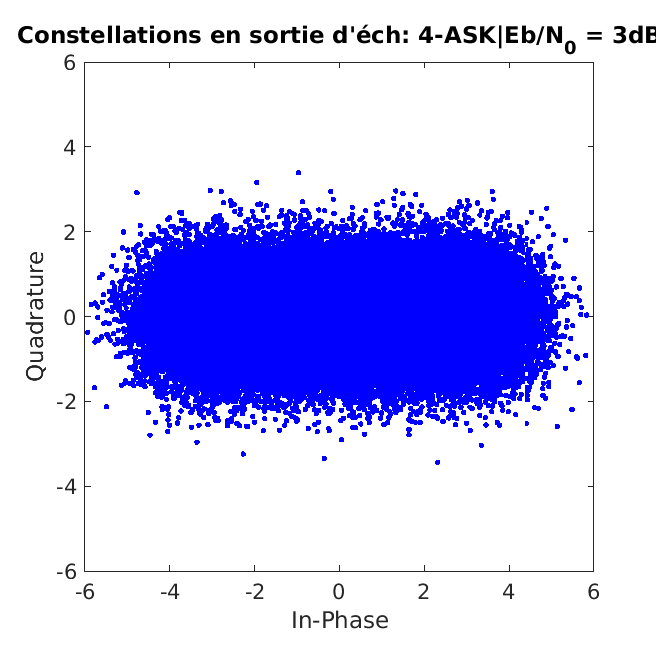 Constellations en sortie d'éch: 4-ASK|Eb/N0 = 3dB
6
4
2
0
-2
-4
-6
Quadrature
-6 -4 -2 0 2 4 6
In-Phase